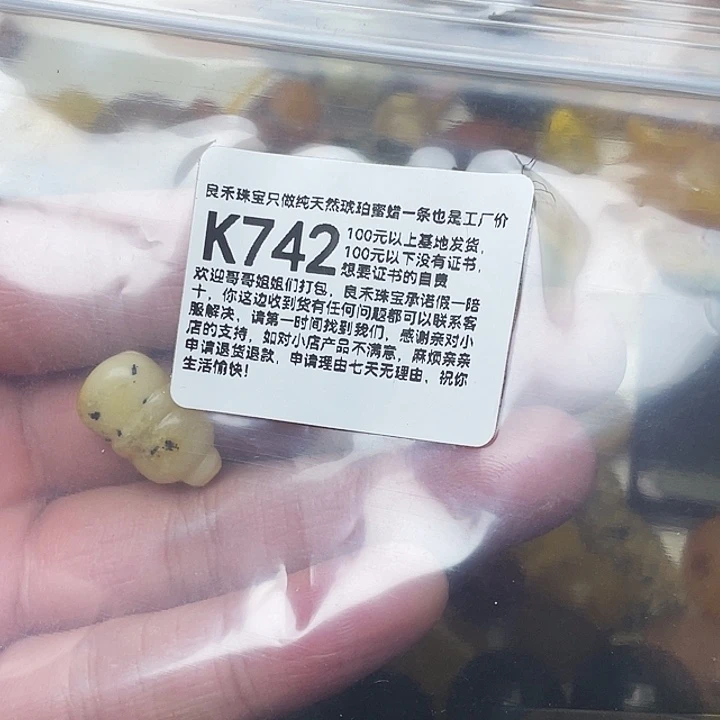 良禾珠宝只做纯天然琥珀蜜蜡一条也是工厂价
K742
100元以上基地发货，
100元以下没有证书，
想要证书的自费
欢迎哥哥姐姐们打包，良禾珠宝承诺假一赔
十，你这边收到货有任何问题都可以联系客
服解决，请第一时间找到我们，感谢亲对小
店的支持，如对小店产品不满意，麻烦亲亲
申请退货退款，申请理由七天无理由，祝你
生活愉快！